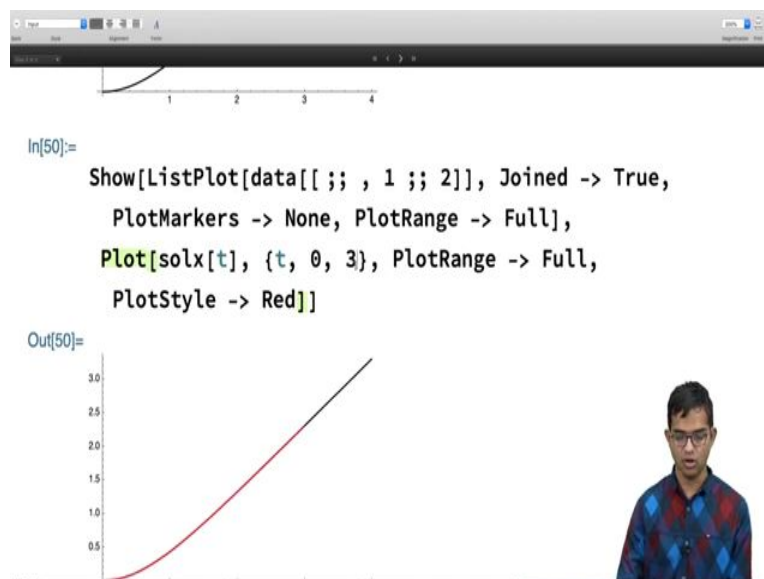 Input
100%
1 2 3 4
In[50]:=
Show[ListPlot[data[[ ;; , 1 ;; 2]], Joined -> True,
PlotMarkers -> None, PlotRange -> Full],
Plot[solx[t], {t, 0, 3}, PlotRange -> Full,
PlotStyle -> Red]]
Out[50]=
3.0
2.5
2.0
1.5
1.0
0.5